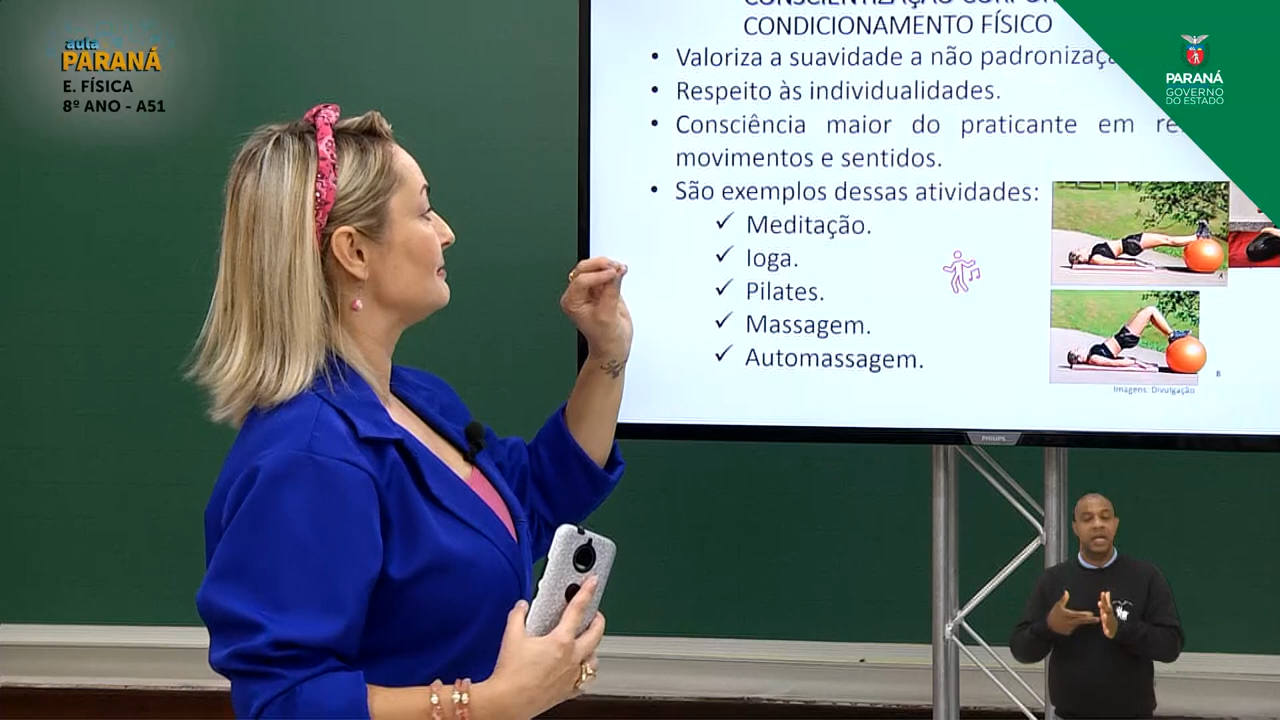 aula
PARANÁ
E. FÍSICA
8º ANO - A51
CONSCIENTIZAÇÃO
CONDICIONAMENTO FÍSICO
• Valoriza a suavidade a não
• Respeito às individualidades.
• Consciência maior do praticante em
movimentos e sentidos.
• São exemplos dessas atividades:
✓ Meditação.
✓ Ioga.
✓ Pilates.
✓ Massagem.
✓ Automassagem.
A
B
Imagens: Divulgação
PHILIPS
PARANÁ
GOVERNO
DO ESTADO